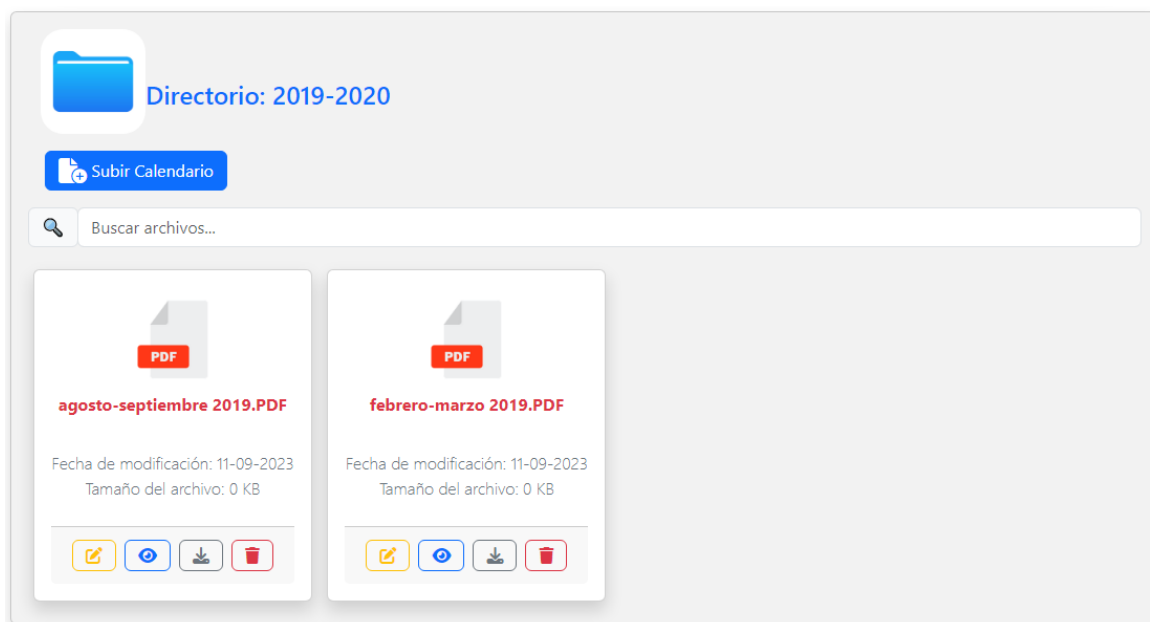 Directorio: 2019-2020
Subir Calendario
Buscar archivos...
PDF
agosto-septiembre 2019.PDF
Fecha de modificación: 11-09-2023
Tamaño del archivo: 0 KB
PDF
febrero-marzo 2019.PDF
Fecha de modificación: 11-09-2023
Tamaño del archivo: 0 KB